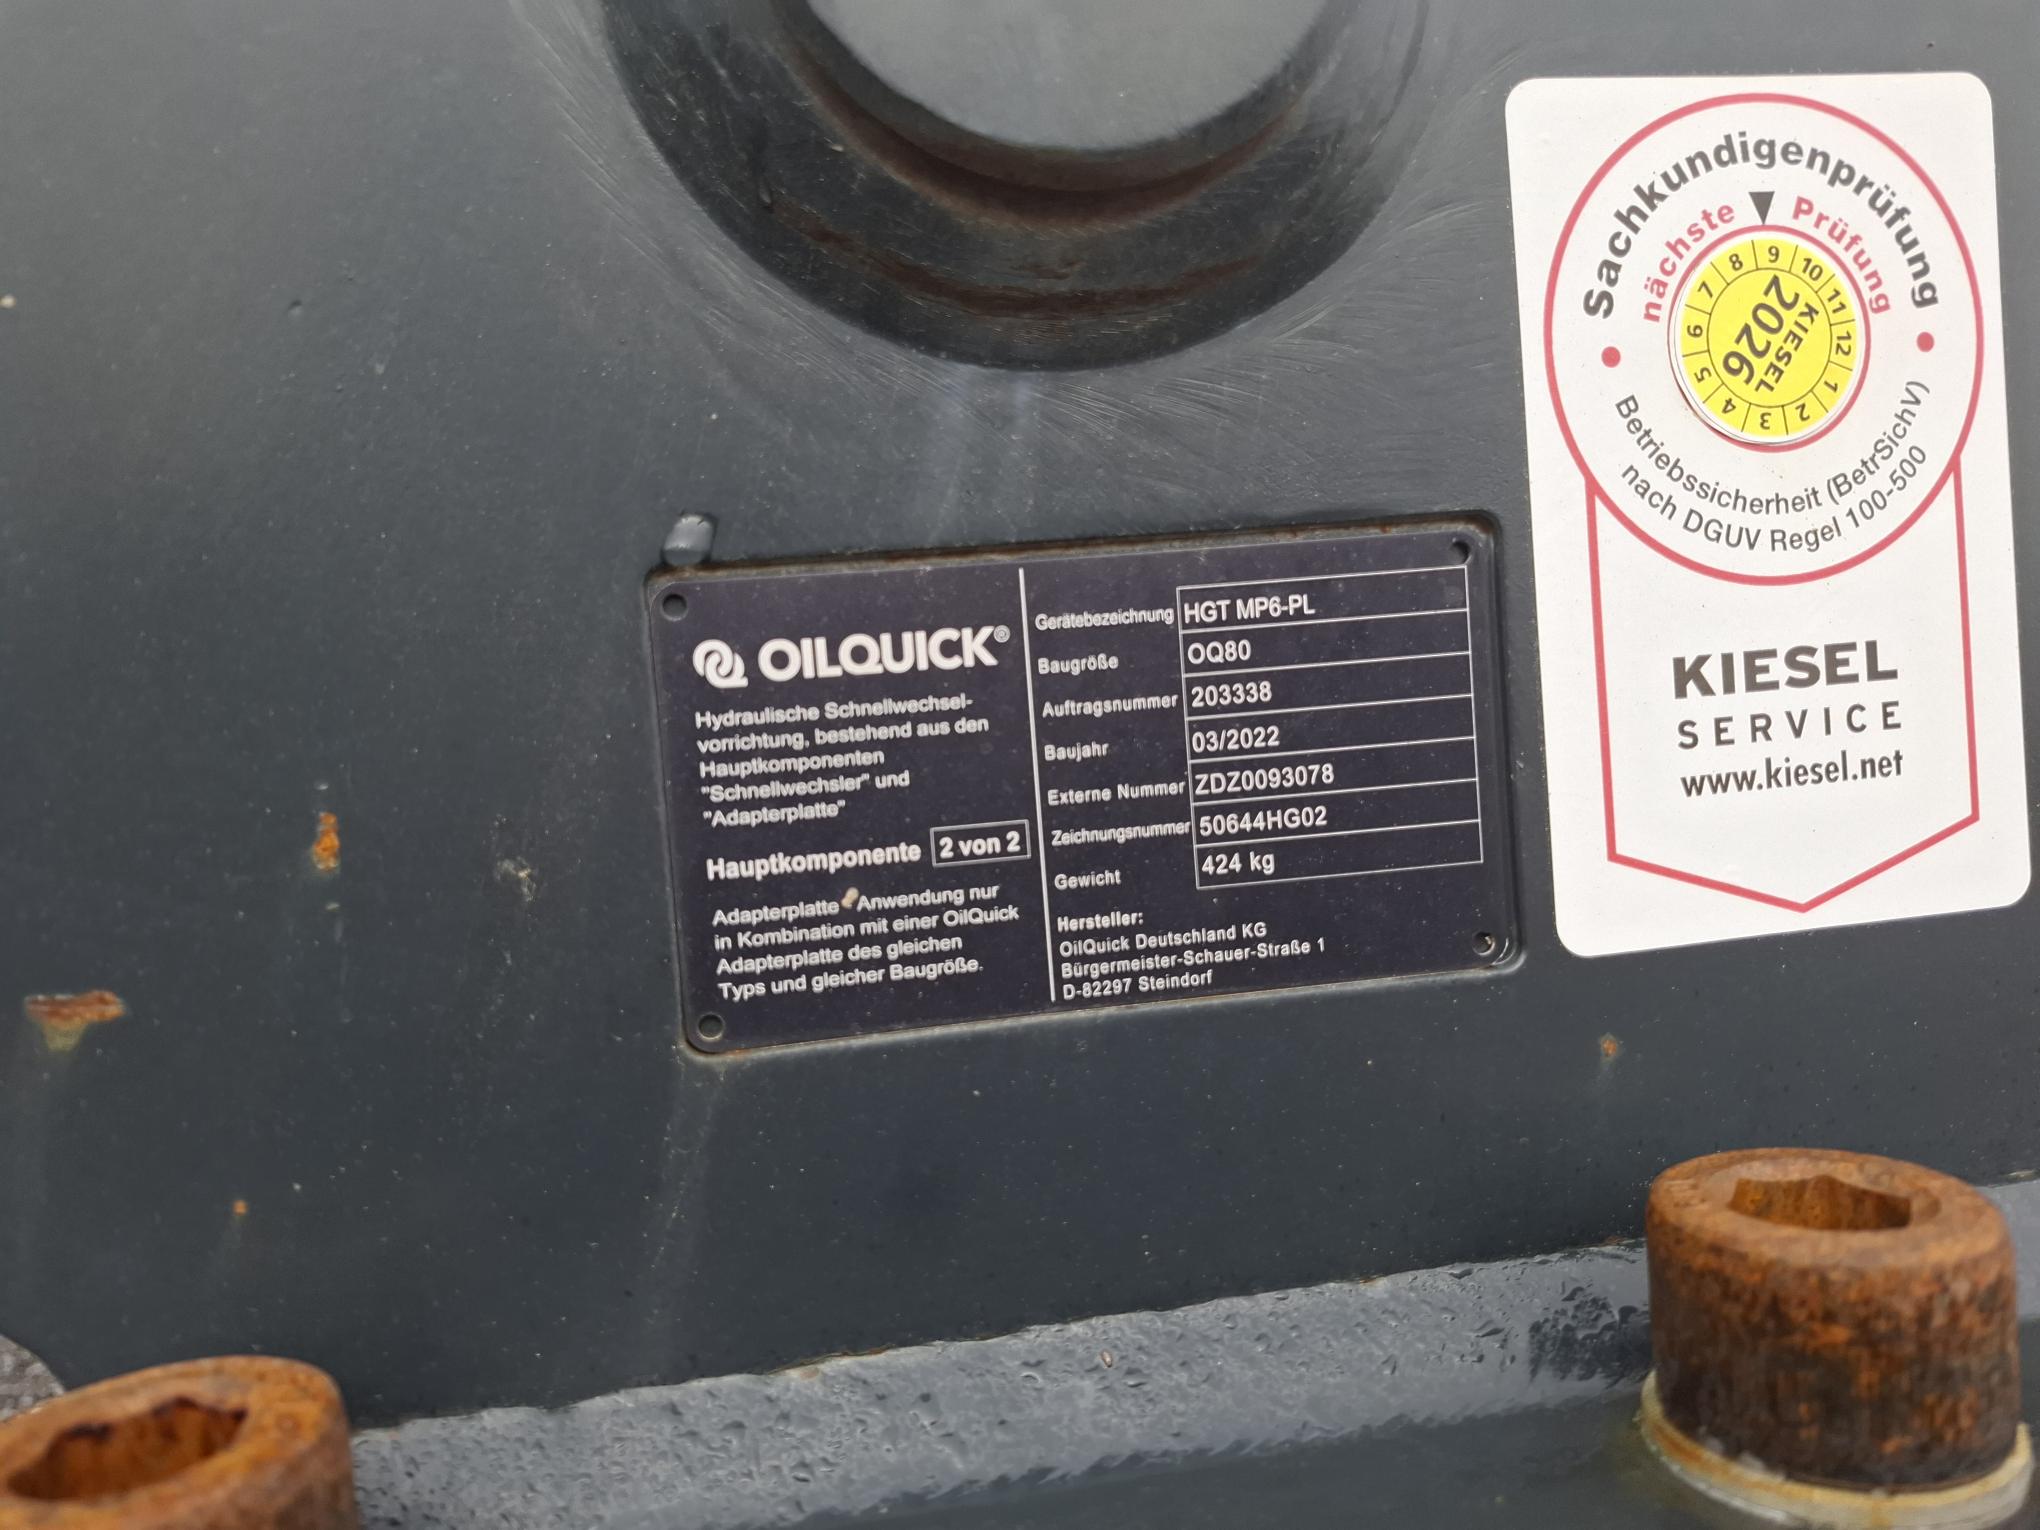 OILQUICK®
Hydraulische Schnellwechsel-
vorrichtung, bestehend aus den
Hauptkomponenten
"Schnellwechsler" und
"Adapterplatte"
Hauptkomponente 2 von 2
Adapterplatte Anwendung nur
in Kombination mit einer OilQuick
Adapterplatte des gleichen
Typs und gleicher Baugröße.
Gerätebezeichnung HGT MP6-PL
Baugröße OQ80
Auftragsnummer 203338
Baujahr 03/2022
Externe Nummer ZDZ0093078
Zeichnungsnummer 50644HG02
Gewicht 424 kg
Hersteller:
OilQuick Deutschland KG
Bürgermeister-Schauer-Straße 1
D-82297 Steindorf
Sachkundigenprüfung
nächste Prüfung
1 2 3 4 5 6 7 8 9 10 11 12
KIESEL
2026
Betriebssicherheit (BetrSichV)
nach DGUV Regel 100-500
KIESEL
SERVICE
www.kiesel.net